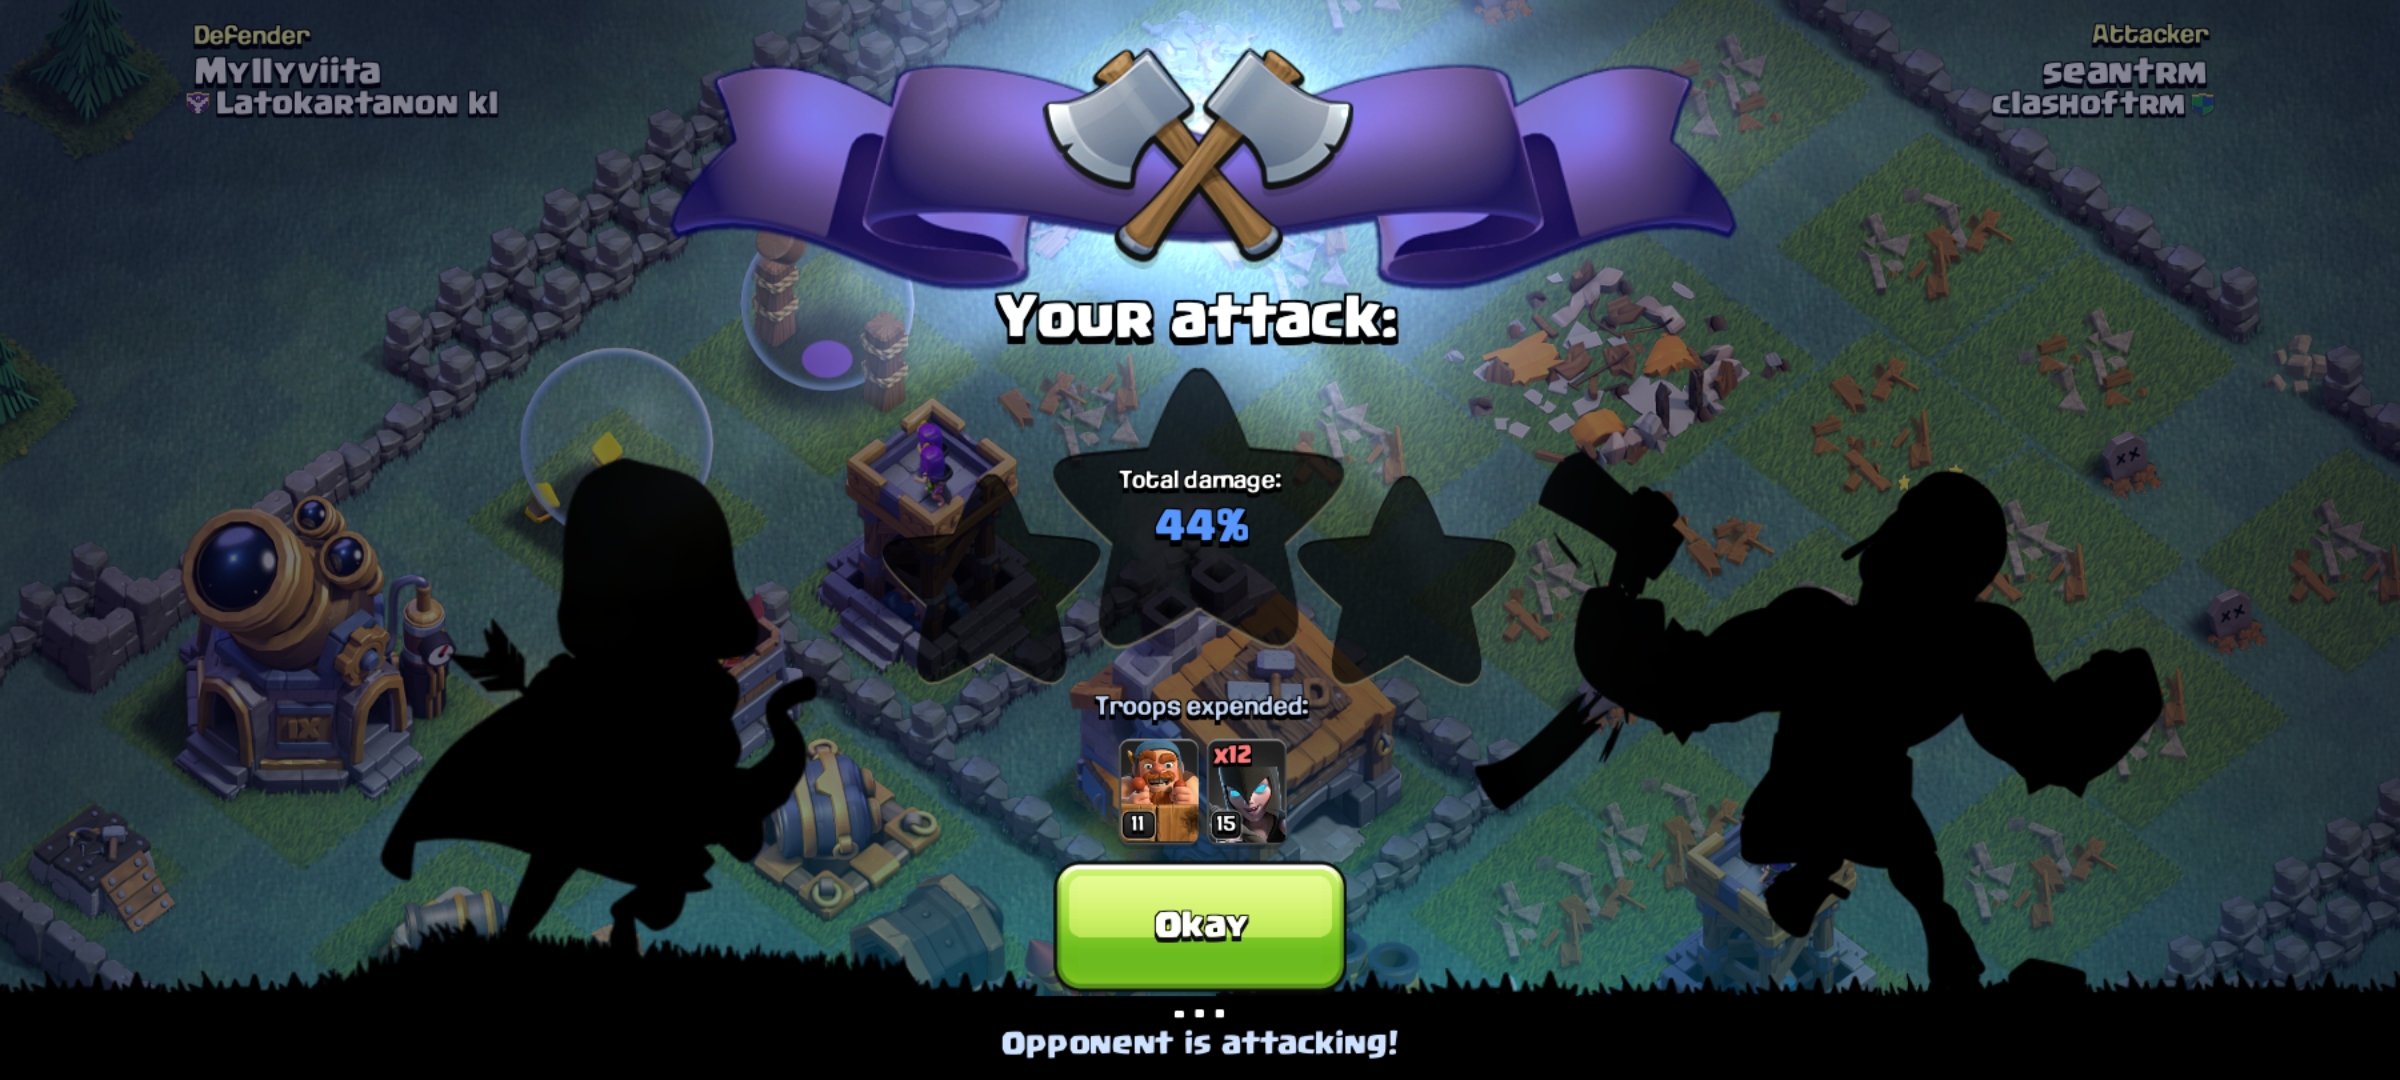 Defender
Myllyviita
Latokartanon kl
Attacker
seantRM
clashoftRM
Your attack:
Total damage:
44%
Troops expended:
x12
11
15
IX
Okay
Opponent is attacking!